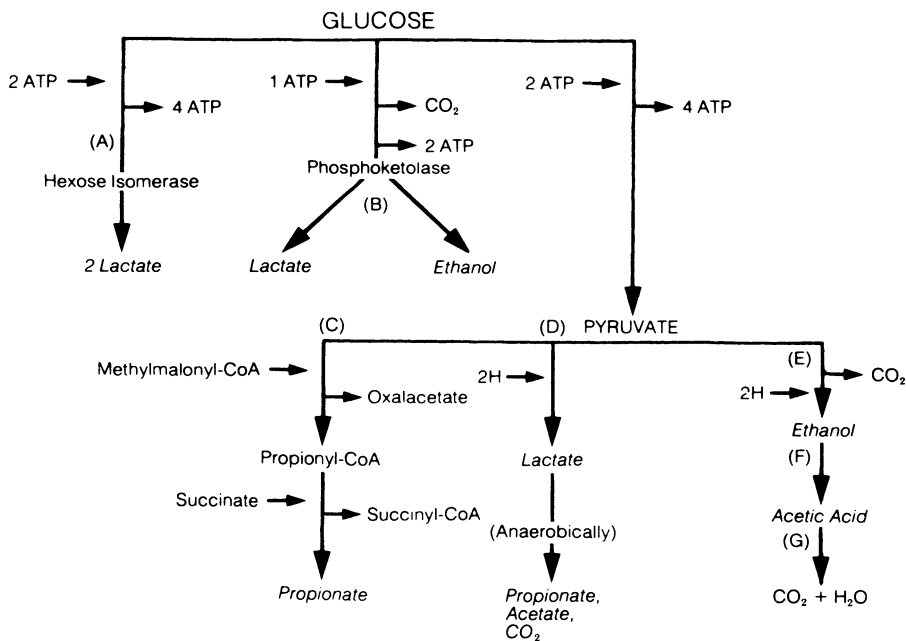 GLUCOSE
2 ATP
4 ATP
(A)
Hexose Isomerase
2 Lactate
1 ATP
CO₂
2 ATP
Phosphoketolase
(B)
Lactate
Ethanol
2 ATP
4 ATP
PYRUVATE
(C)
Methylmalonyl-CoA
Oxalacetate
Propionyl-CoA
Succinate
Succinyl-CoA
Propionate
(D)
2H
Lactate
(Anaerobically)
Propionate,
Acetate,
CO₂
(E)
CO₂
2H
Ethanol
(F)
Acetic Acid
(G)
CO₂ + H₂O